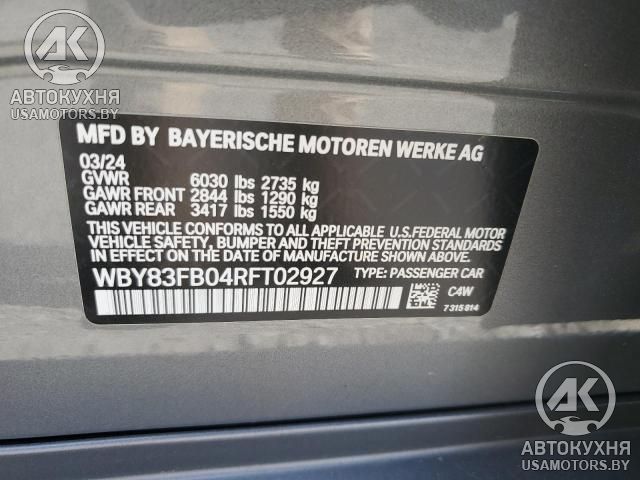 AK
АВТОКУХНЯ
USAMOTORS.BY
MFD BY BAYERISCHE MOTOREN WERKE AG
03/24
GVWR 6030 lbs 2735 kg
GAWR FRONT 2844 lbs 1290 kg
GAWR REAR 3417 lbs 1550 kg
THIS VEHICLE CONFORMS TO ALL APPLICABLE U.S.FEDERAL MOTOR
VEHICLE SAFETY, BUMPER AND THEFT PREVENTION STANDARDS
IN EFFECT ON THE DATE OF MANUFACTURE SHOWN ABOVE.
WBY83FB04RFT02927 TYPE: PASSENGER CAR
C4W
7315814
AK
АВТОКУХНЯ
USAMOTORS.BY